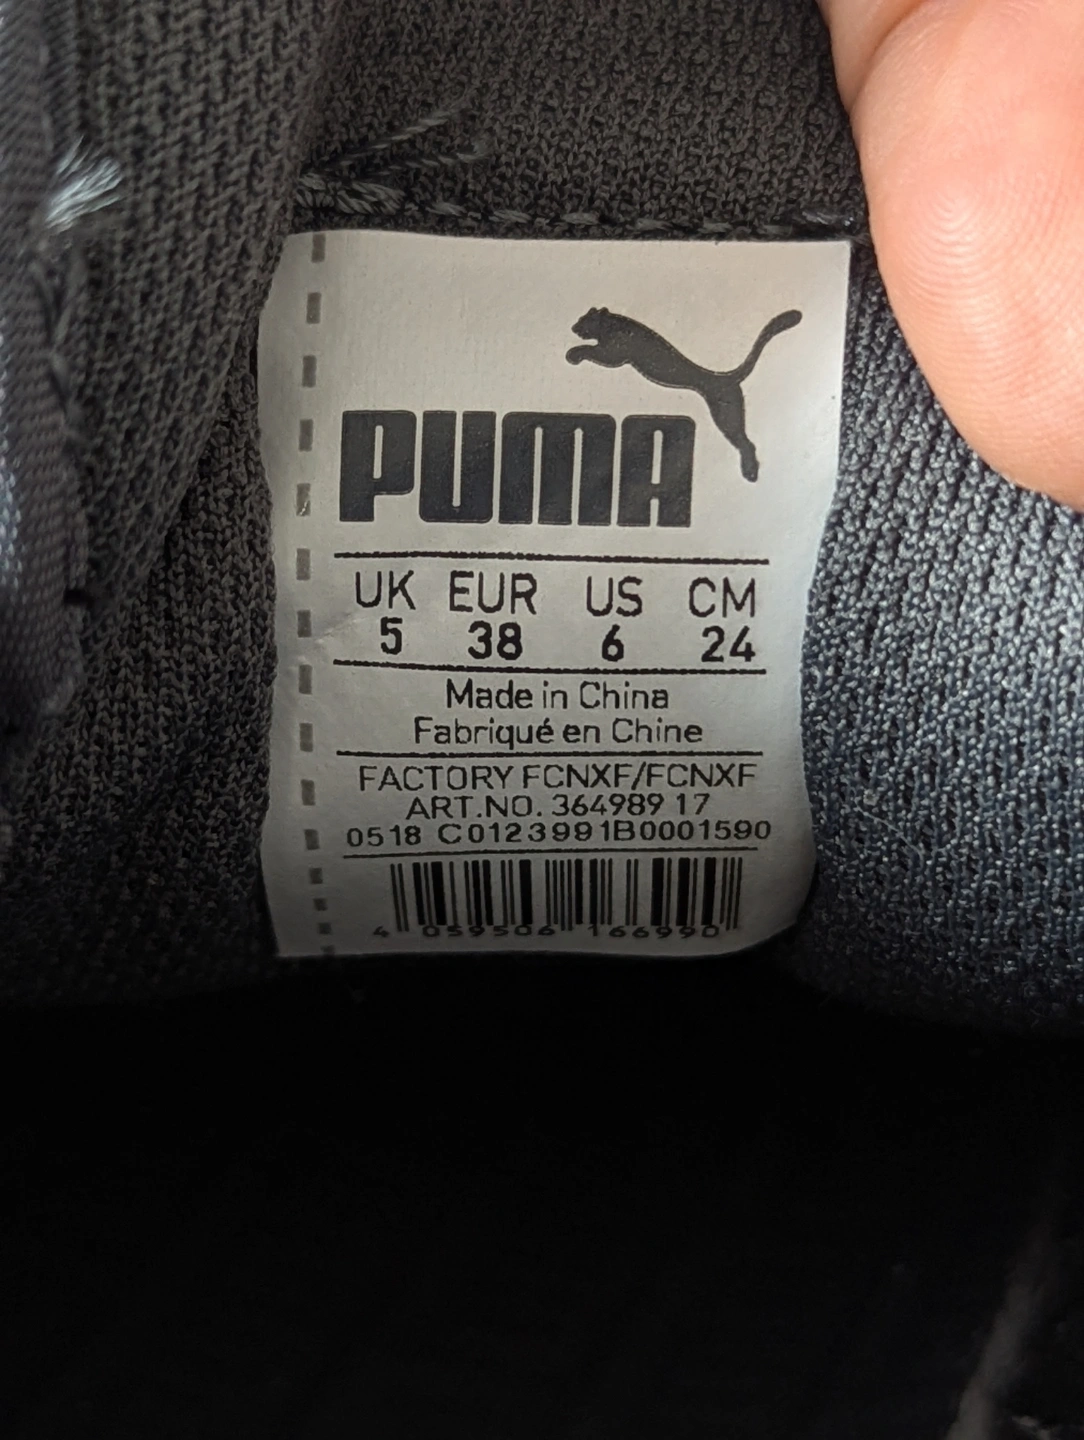 PUMA
UK EUR US CM
5 38 6 24
Made in China
Fabriqué en Chine
FACTORY FCNXF/FCNXF
ART.NO. 364989 17
0518 C0123991B0001590
4 059506 166990